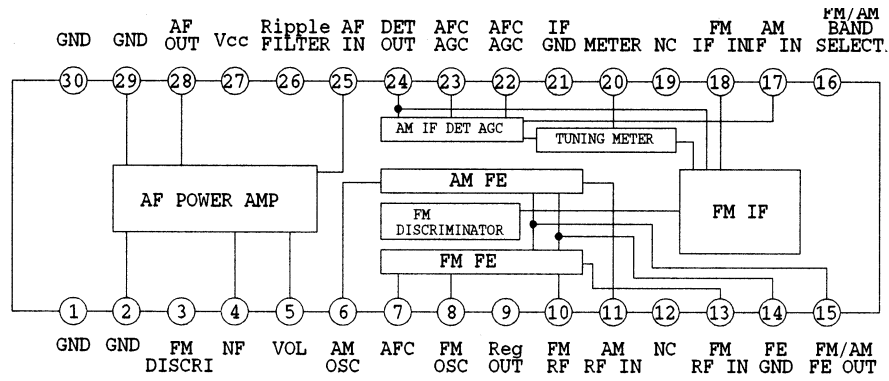 FM/AM
AF Ripple AF DET AFC AFC IF FM AM BAND
GND GND OUT Vcc FILTER IN OUT AGC AGC GND METER NC IF IN IF IN SELECT.
30 29 28 27 26 25 24 23 22 21 20 19 18 17 16
AM IF DET AGC
TUNING METER
AM FE
AF POWER AMP
FM IF
FM
DISCRIMINATOR
FM FE
1 2 3 4 5 6 7 8 9 10 11 12 13 14 15
GND GND FM NF VOL AM AFC FM Reg FM AM NC FM FE FM/AM
DISCRI OSC OSC OUT RF RF IN RF IN GND FE OUT